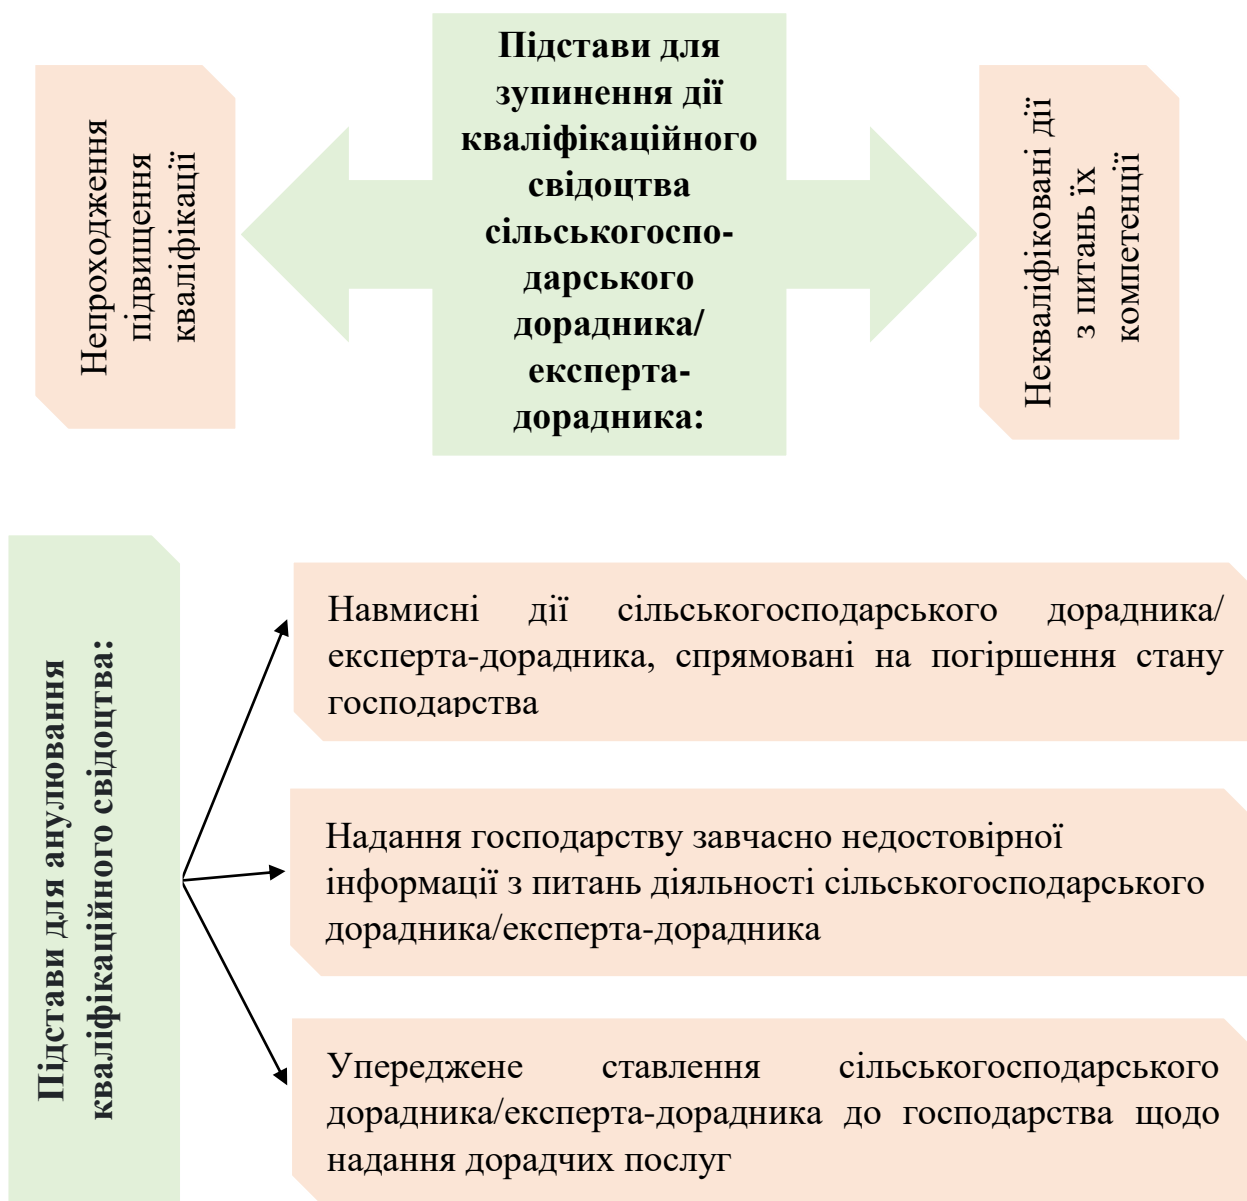 Підстави для
зупинення дії
кваліфікаційного
свідоцтва
сільськогоспо-
дарського
дорадника/
експерта-
дорадника:
Непроходження
підвищення
кваліфікації
Некваліфіковані дії
з питань їх
компетенції
Підстави для анулювання
кваліфікаційного свідоцтва:
Навмисні дії сільськогосподарського дорадника/
експерта-дорадника, спрямовані на погіршення стану
господарства
Надання господарству завчасно недостовірної
інформації з питань діяльності сільськогосподарського
дорадника/експерта-дорадника
Упереджене ставлення сільськогосподарського
дорадника/експерта-дорадника до господарства щодо
надання дорадчих послуг